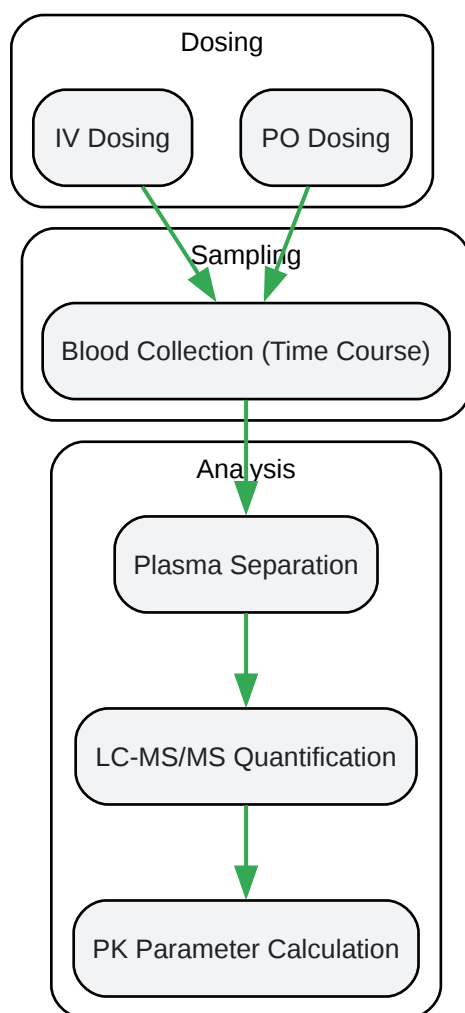 Dosing
IV Dosing
PO Dosing
Sampling
Blood Collection (Time Course)
Analysis
Plasma Separation
LC-MS/MS Quantification
PK Parameter Calculation